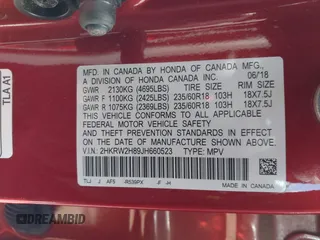 TLA A1
MFD. IN CANADA BY HONDA OF CANADA MFG.,
A DIVISION OF HONDA CANADA INC. 06/18
GVWR 2130KG (4695LBS) TIRE SIZE RIM SIZE
GAWR F 1100KG (2425LBS) 235/60R18 103H 18X7.5J
GAWR R 1075KG (2369LBS) 235/60R18 103H 18X7.5J
THIS VEHICLE CONFORMS TO ALL APPLICABLE
FEDERAL MOTOR VEHICLE SAFETY AND
THEFT PREVENTION STANDARDS IN EFFECT ON
THE DATE OF MANUFACTURE SHOWN ABOVE.
V.I.N: 2HKRW2H89JH660523 TYPE: MPV
MADE IN CANADA
DREAMBID